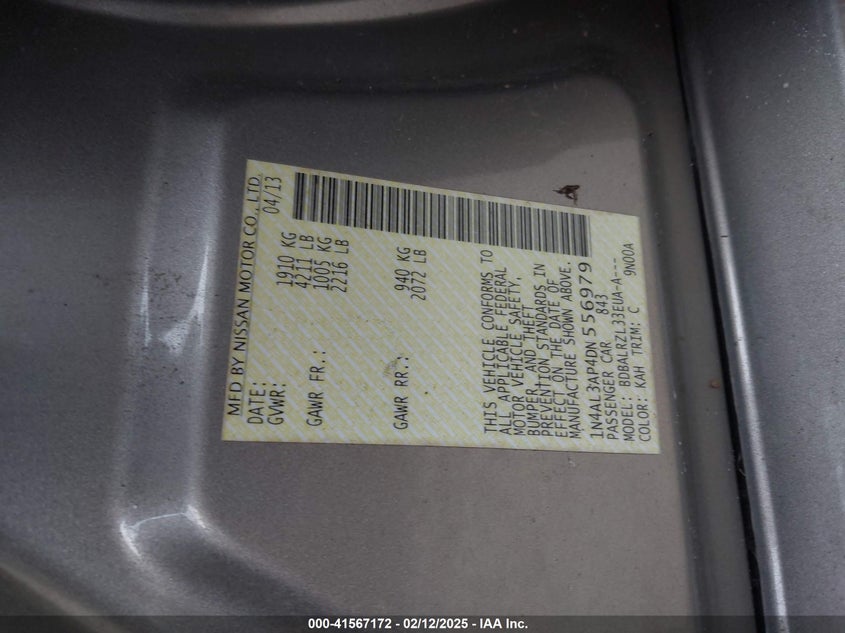 MFD BY NISSAN MOTOR CO., LTD.
DATE: 04/13
GVWR: 1910 KG
4211 LB
GAWR FR.: 1005 KG
2216 LB
GAWR RR.: 940 KG
2072 LB
THIS VEHICLE CONFORMS TO
ALL APPLICABLE FEDERAL
MOTOR VEHICLE SAFETY,
BUMPER, AND THEFT
PREVENTION STANDARDS IN
EFFECT ON THE DATE OF
MANUFACTURE SHOWN ABOVE.
1N4AL3AP4DN556979
PASSENGER CAR 843
MODEL: BDBALRZL33EUA-A---
COLOR: KAH TRIM: C 9N00A
000-41567172 — 02/12/2025 — IAA Inc.